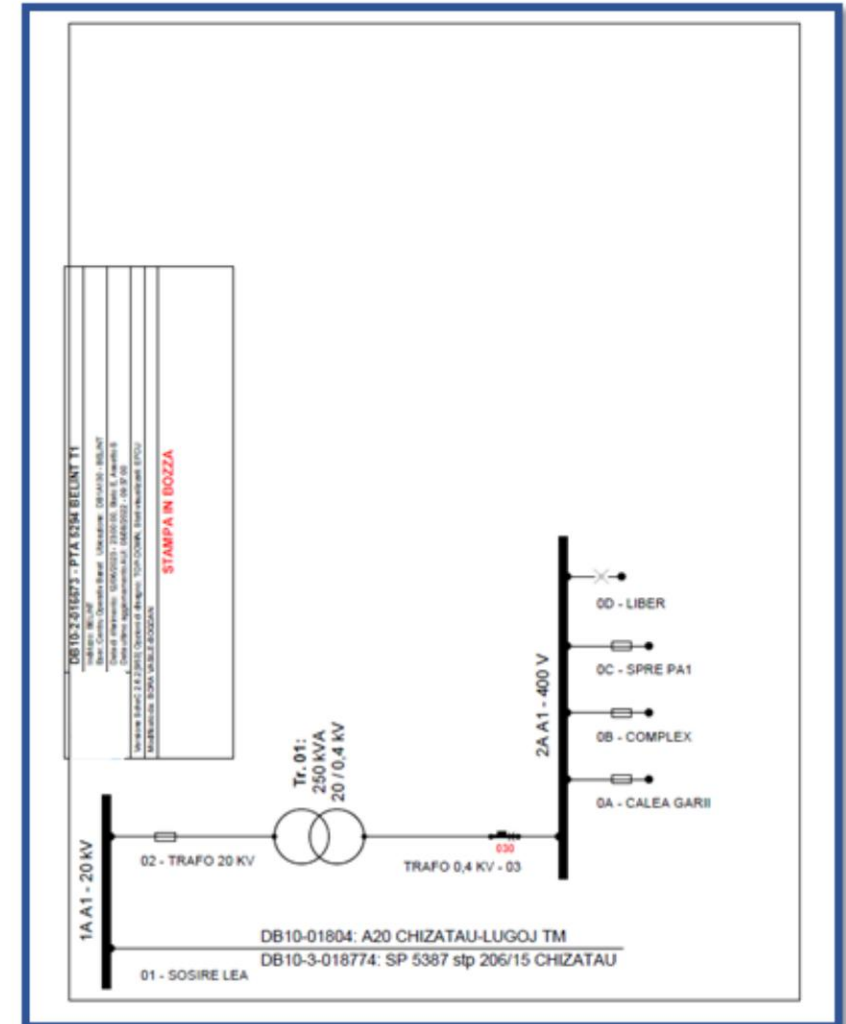 DB10-2-016673 - PTA 5294 BELINT T1
Indirizzo: BELINT
STAMPA IN BOZZA
Tr. 01:
250 kVA
20 / 0,4 kV
1A A1 - 20 kV
02 - TRAFO 20 KV
TRAFO 0,4 KV - 03
030
2A A1 - 400 V
0D - LIBER
0C - SPRE PA1
0B - COMPLEX
0A - CALEA GARII
DB10-01804: A20 CHIZATAU-LUGOJ TM
DB10-3-018774: SP 5387 stp 206/15 CHIZATAU
01 - SOSIRE LEA